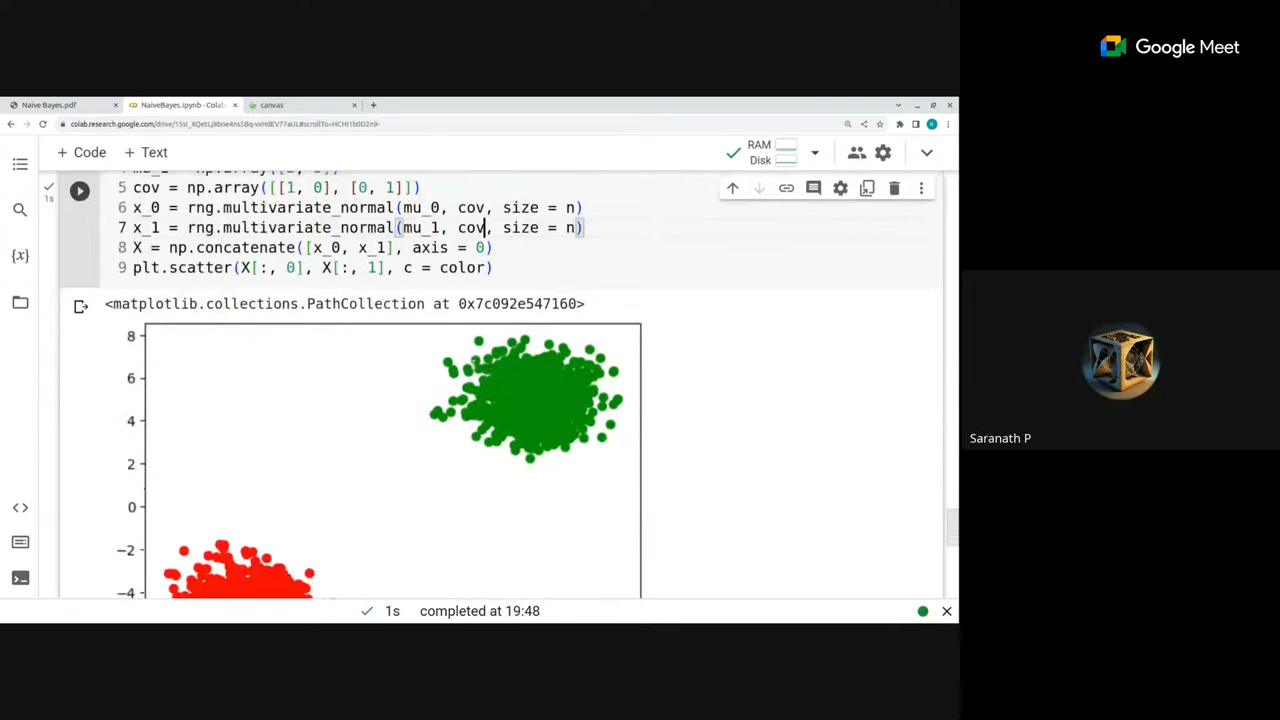 Google Meet
Naive Bayes.pdf
NaiveBayes.ipynb - Colab
canvas
+ Code
+ Text
RAM
Disk
1s
5 cov = np.array([[1, 0], [0, 1]])
6 x_0 = rng.multivariate_normal(mu_0, cov, size = n)
7 x_1 = rng.multivariate_normal(mu_1, cov, size = n)
8 X = np.concatenate([x_0, x_1], axis = 0)
9 plt.scatter(X[:, 0], X[:, 1], c = color)
<matplotlib.collections.PathCollection at 0x7c092e547160>
8
6
4
2
0
−2
−4
Saranath P
1s completed at 19:48